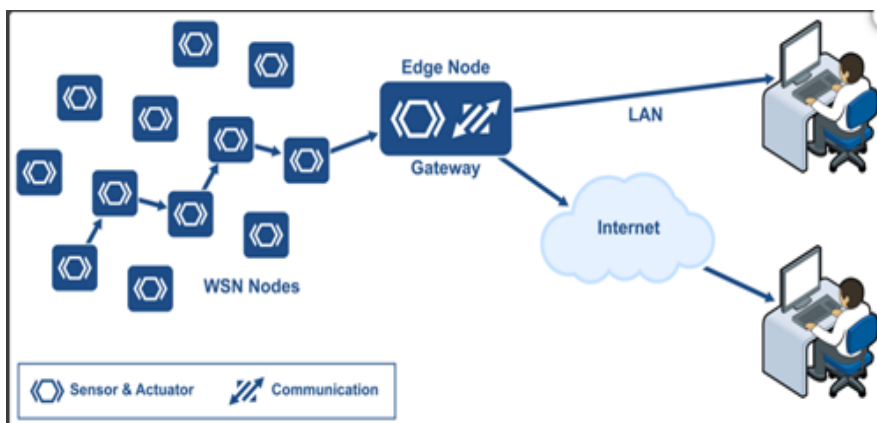 Edge Node
Gateway
LAN
Internet
WSN Nodes
Sensor & Actuator
Communication